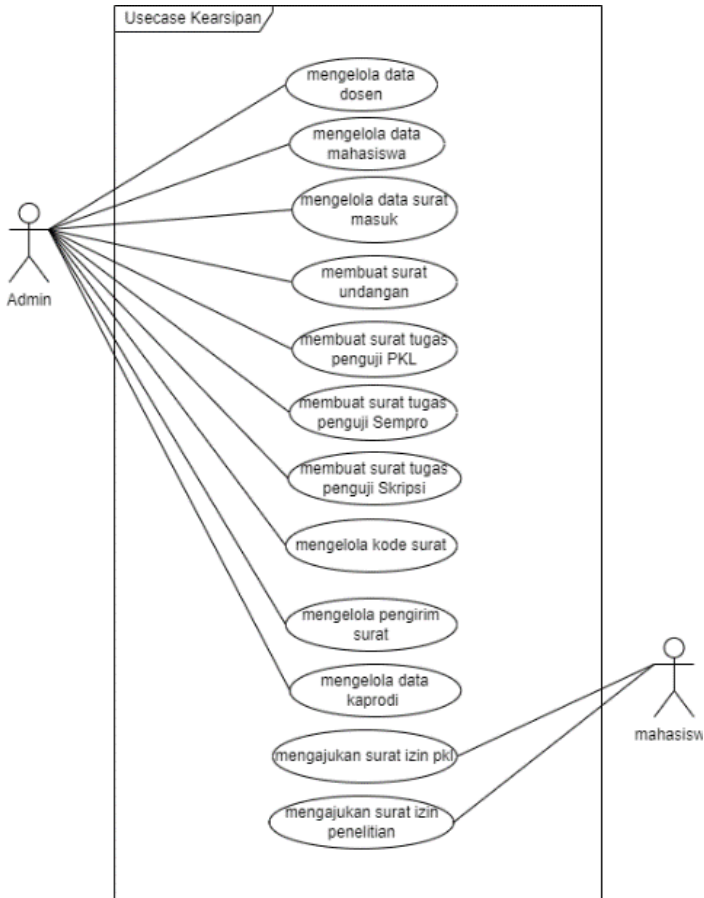 Usecase Kearsipan
mengelola data
dosen
mengelola data
mahasiswa
mengelola data surat
masuk
Admin
membuat surat
undangan
membuat surat tugas
penguji PKL
membuat surat tugas
penguji Sempro
membuat surat tugas
penguji Skripsi
mengelola kode surat
mengelola pengirim
surat
mengelola data
kaprodi
mahasisw
mengajukan surat izin pkl
mengajukan surat izin
penelitian